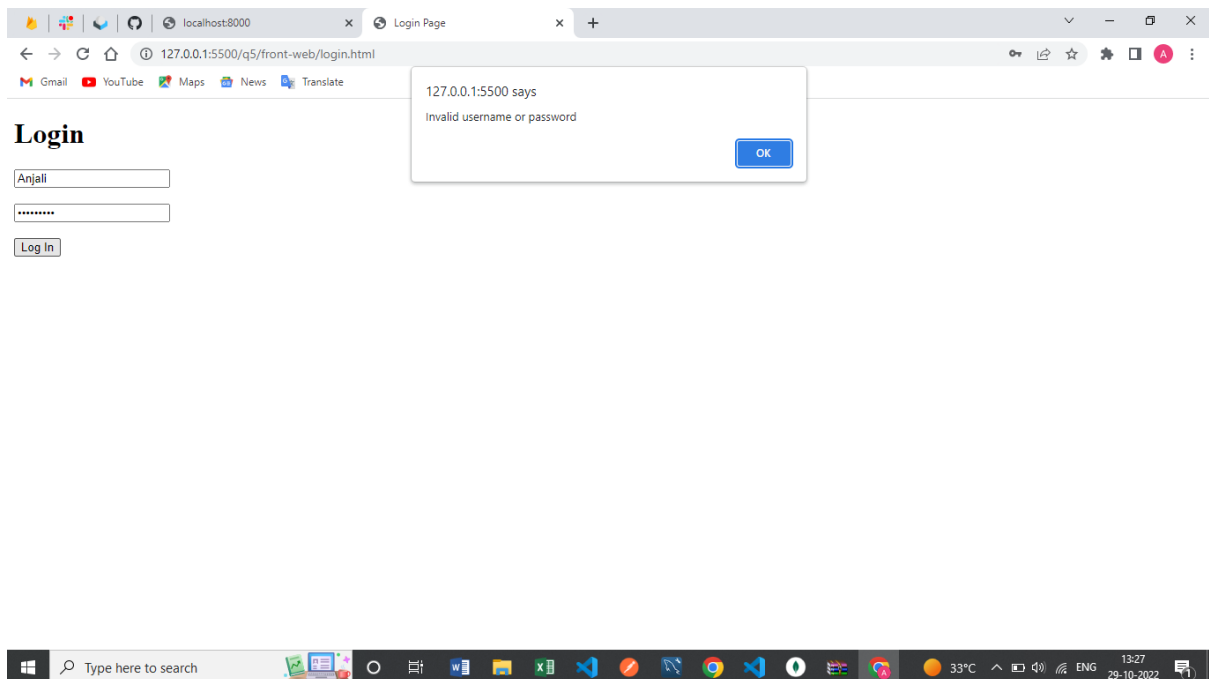 localhost:8000
Login Page
127.0.0.1:5500/q5/front-web/login.html
A
Gmail YouTube Maps News Translate
127.0.0.1:5500 says
Invalid username or password
OK
Login
Anjali
•••••••••
Log In
Type here to search
33°C ENG
13:27
29-10-2022
1